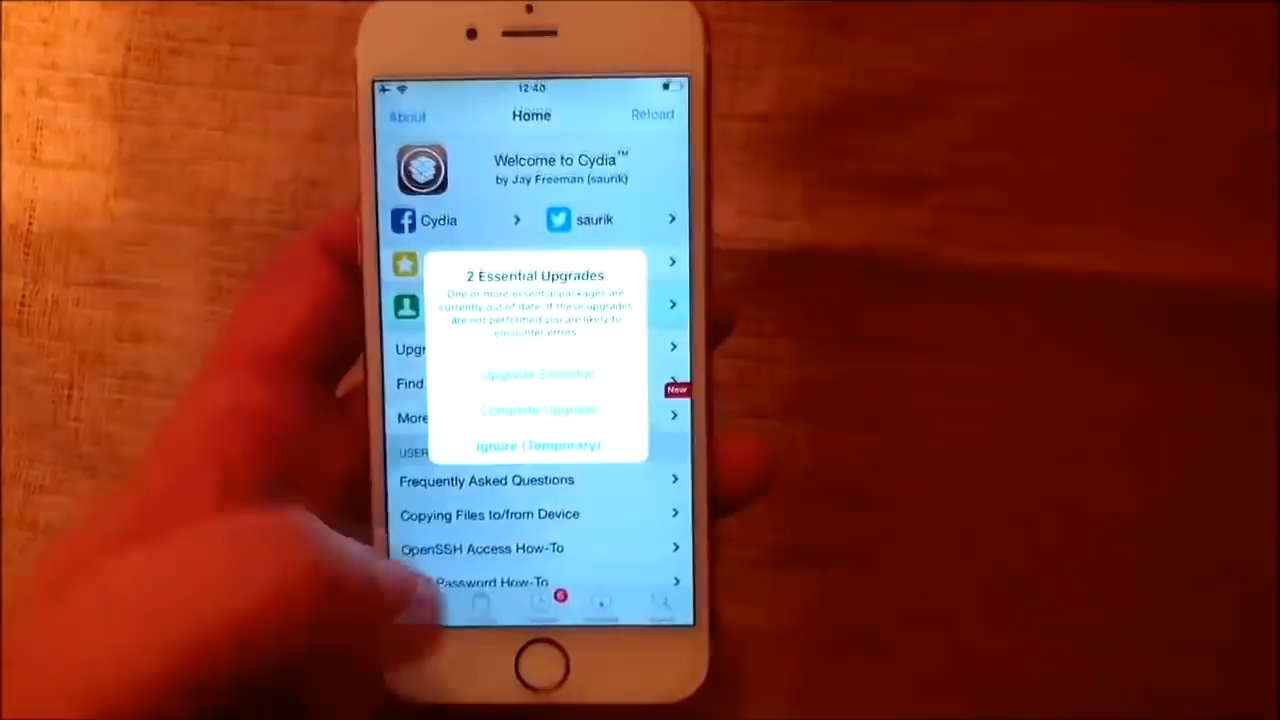 12:40
About Home Reload
Welcome to Cydia™
by Jay Freeman (saurik)
Cydia saurik
2 Essential Upgrades
One or more essential packages are
currently out of date. If these upgrades
are not performed you are likely to
encounter errors.
Upgr
Upgrade Essential
Find
New
Complete Upgrade
More
Ignore (Temporary)
USER
Frequently Asked Questions
Copying Files to/from Device
OpenSSH Access How-To
Password How-To
6